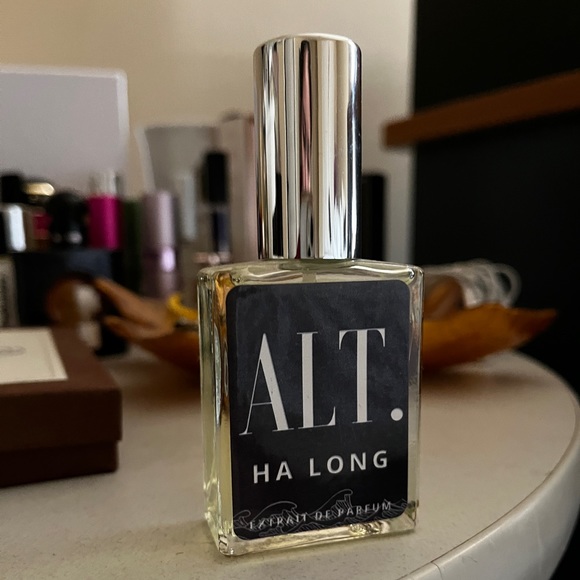 ALT.
HA LONG
EXTRAIT DE PARFUM